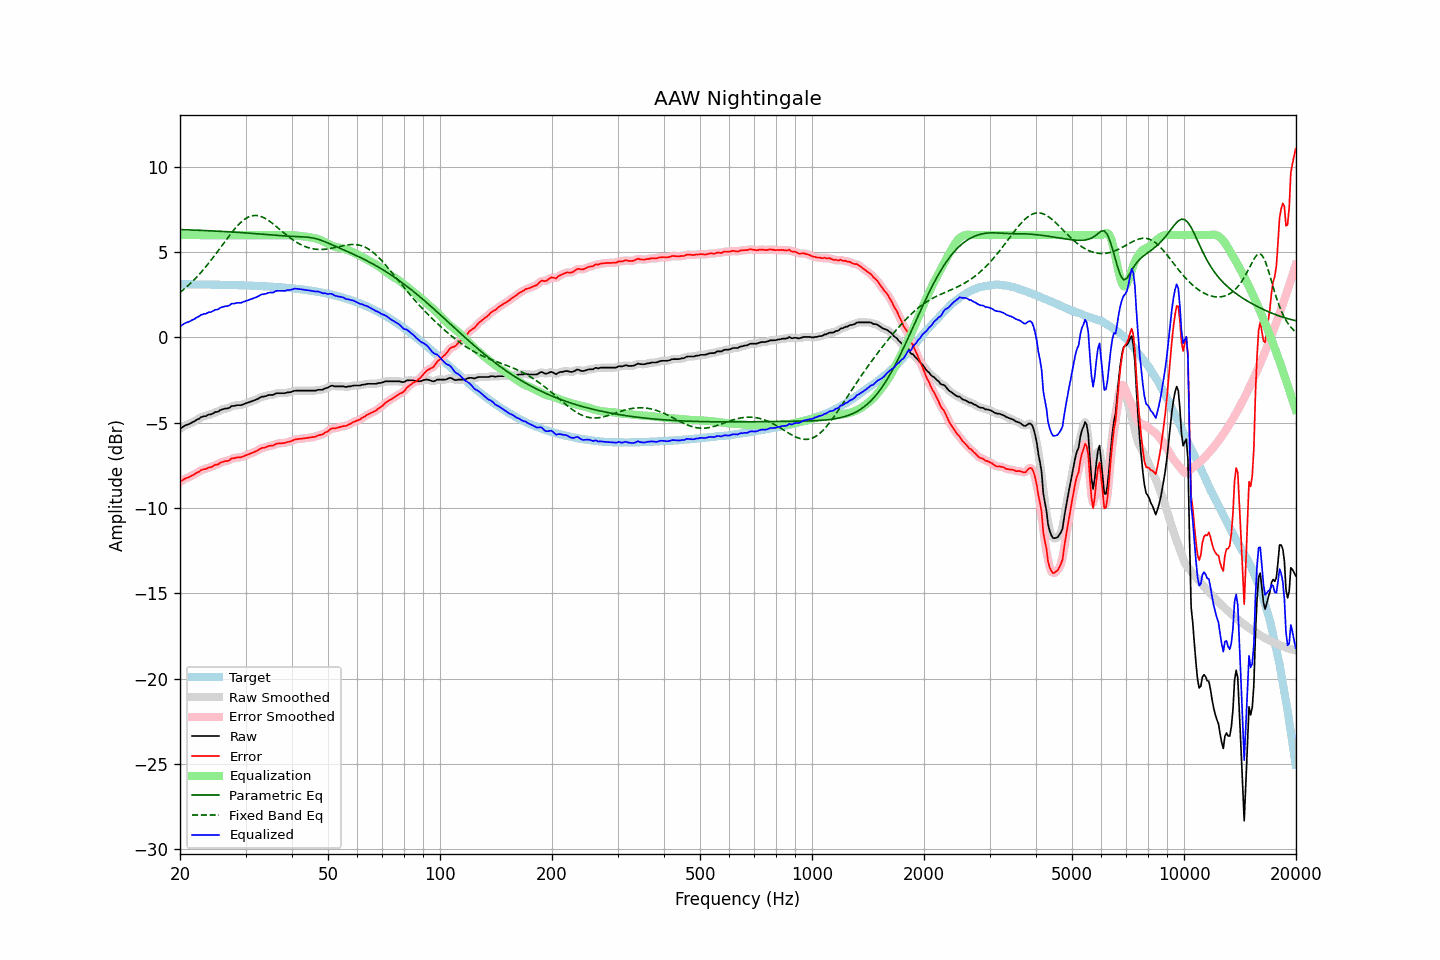 AAW Nightingale
Amplitude (dBr)
10
5
0
−5
−10
−15
−20
−25
−30
Target
Raw Smoothed
Error Smoothed
Raw
Error
Equalization
Parametric Eq
Fixed Band Eq
Equalized
20 50 100 200 500 1000 2000 5000 10000 20000
Frequency (Hz)